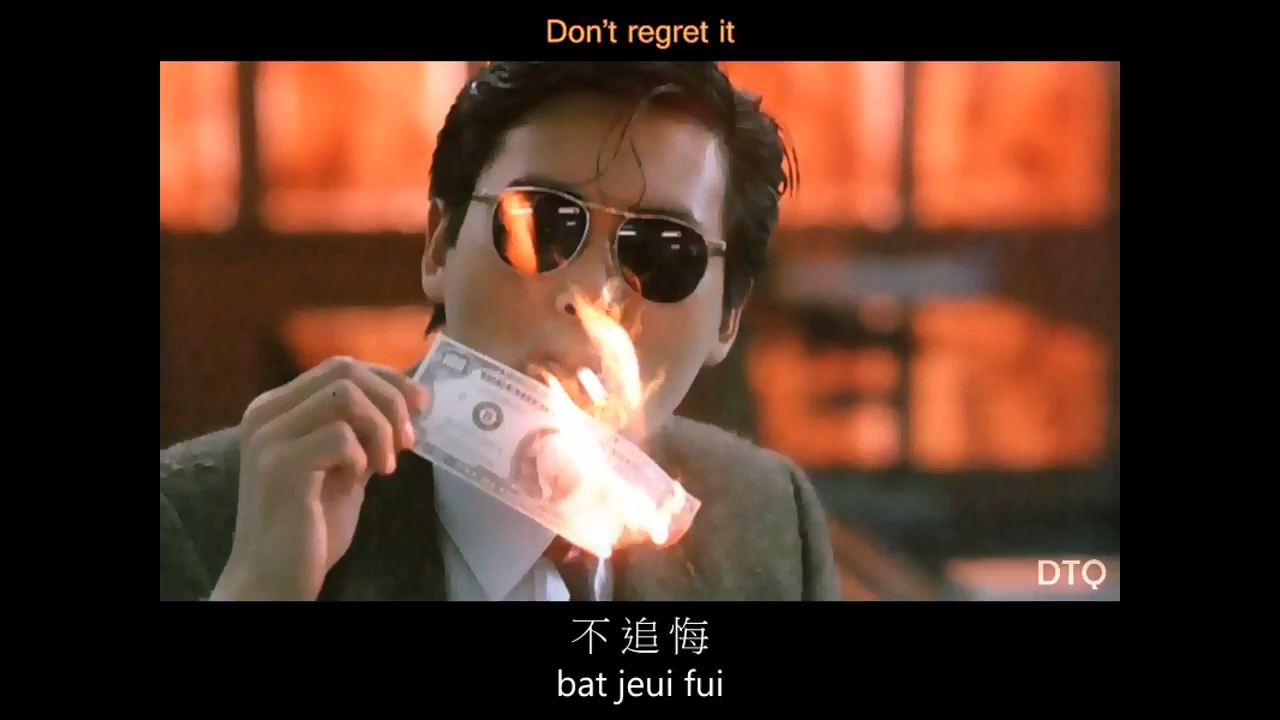 Don't regret it
DTQ
不追悔
bat jeui fui